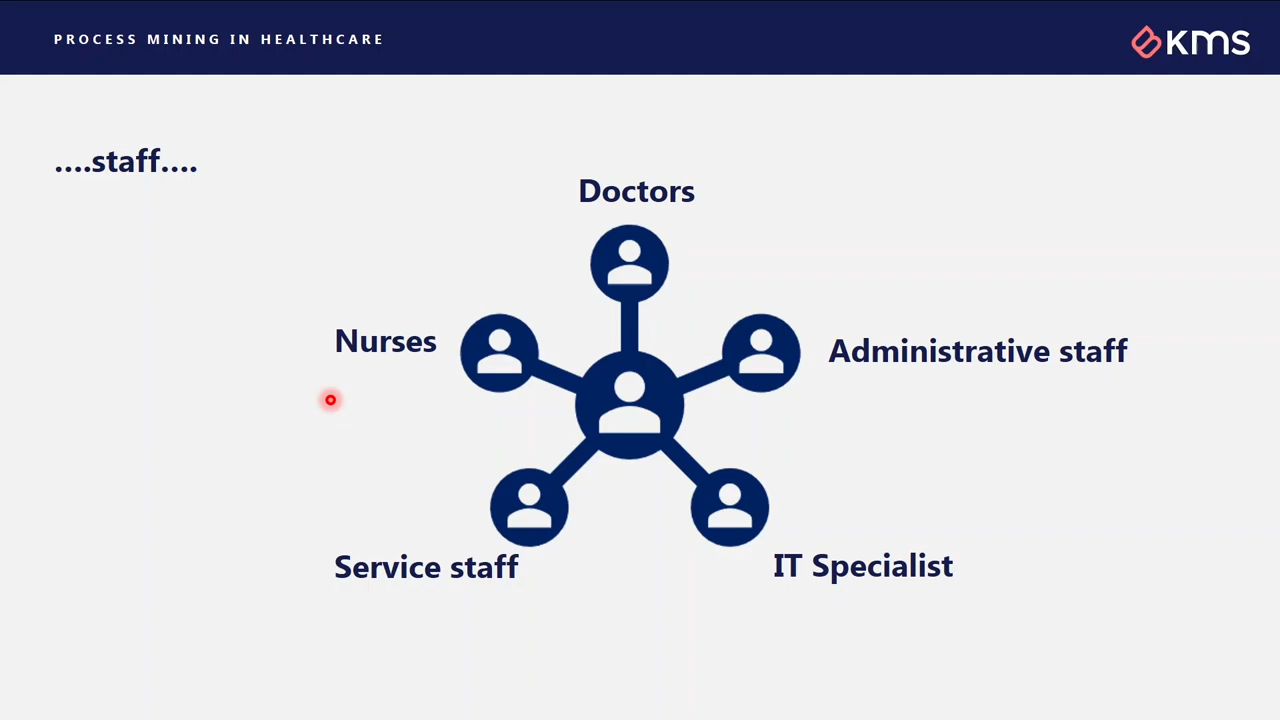 PROCESS MINING IN HEALTHCARE
kms
....staff....
Doctors
Nurses
Administrative staff
Service staff
IT Specialist